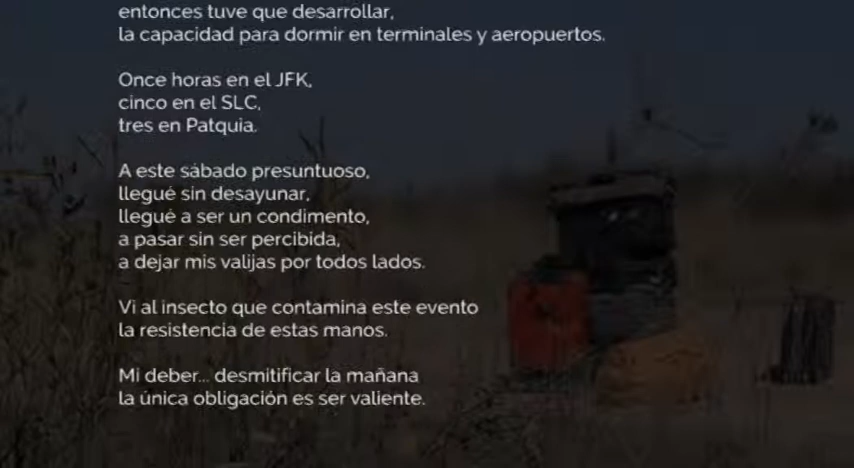 entonces tuve que desarrollar,
la capacidad para dormir en terminales y aeropuertos.
Once horas en el JFK,
cinco en el SLC,
tres en Patquia.
A este sábado presuntuoso,
llegué sin desayunar,
llegué a ser un condimento,
a pasar sin ser percibida,
a dejar mis valijas por todos lados.
Vi al insecto que contamina este evento
la resistencia de estas manos.
Mi deber... desmitificar la mañana
la única obligación es ser valiente.